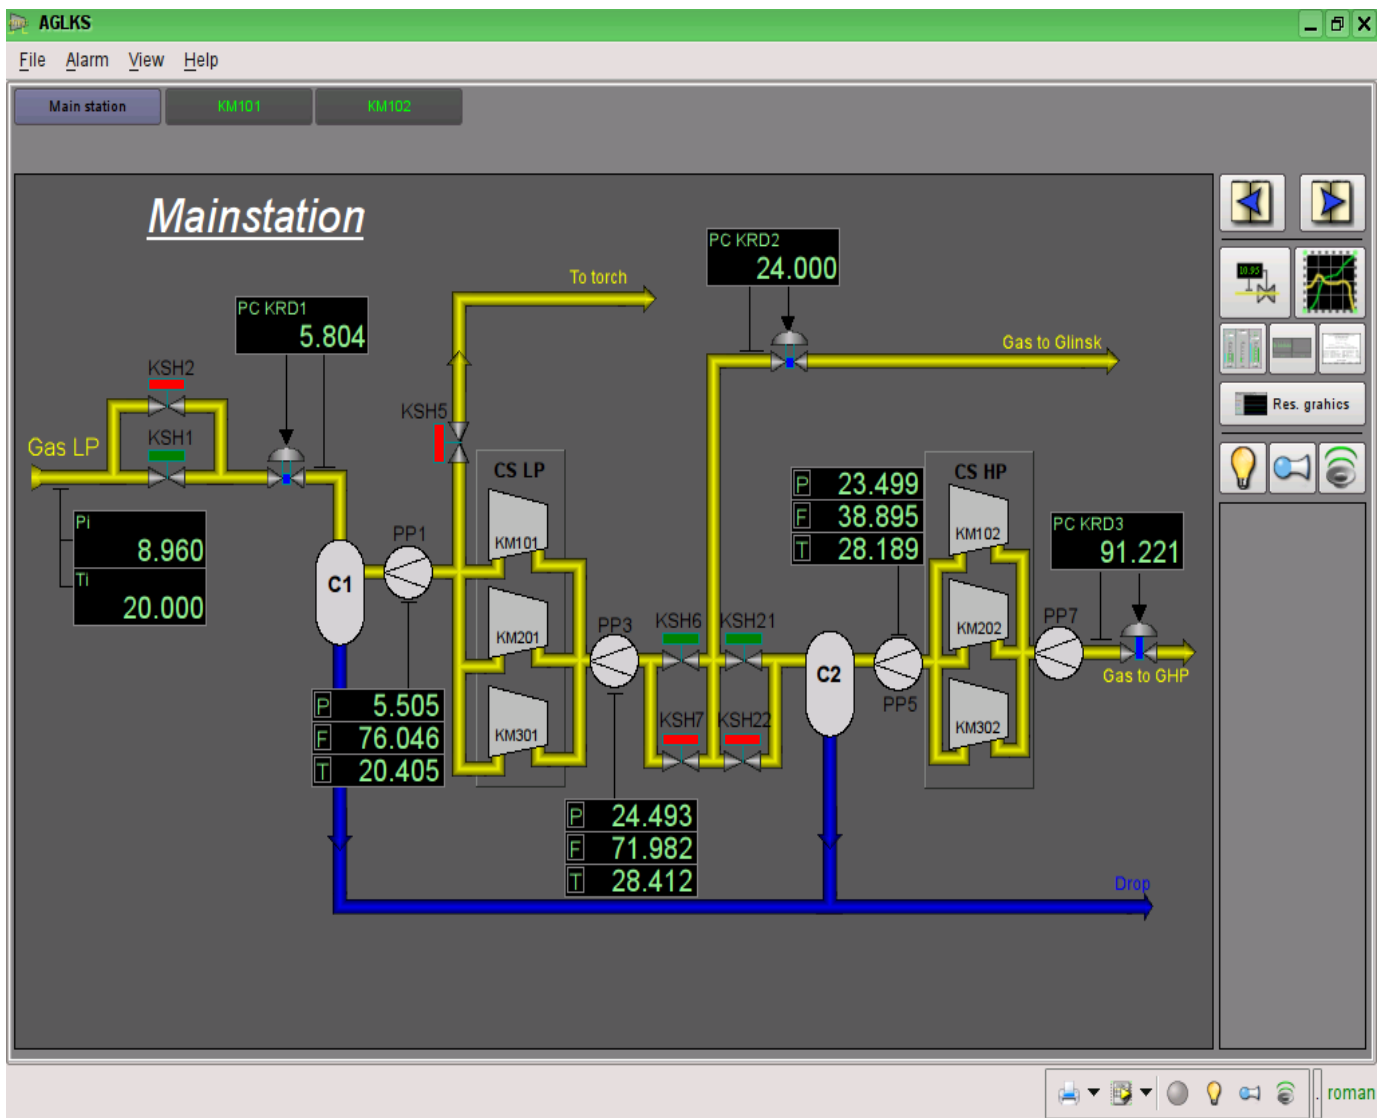 AGLKS
File Alarm View Help
Main station KM101 KM102
Mainstation
PC KRD2
24.000
To torch
PC KRD1
5.804
Gas to Glinsk
KSH2
KSH5
KSH1
Gas LP
CS LP
CS HP
P 23.499
F 38.895
T 28.189
Pi
8.960
Ti
20.000
PP1
KM101
KM102
PC KRD3
91.221
C1
KM201
PP3
KSH6 KSH21
KM202
PP7
C2
Gas to GHP
P 5.505
F 76.046
T 20.405
KM301
KSH7 KSH22
PP5
KM302
P 24.493
F 71.982
T 28.412
Drop
10.95
Res. grahics
roman